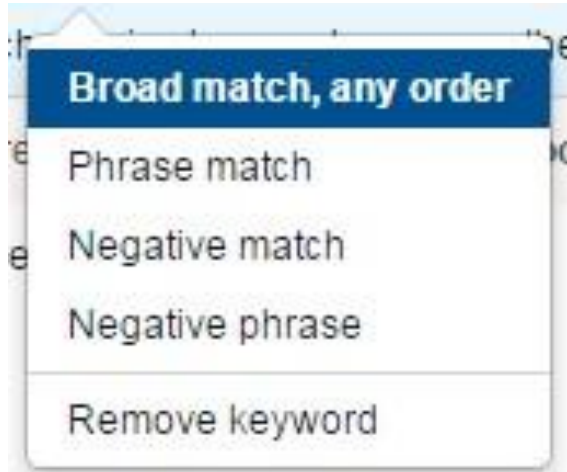 Broad match, any order
Phrase match
Negative match
Negative phrase
Remove keyword